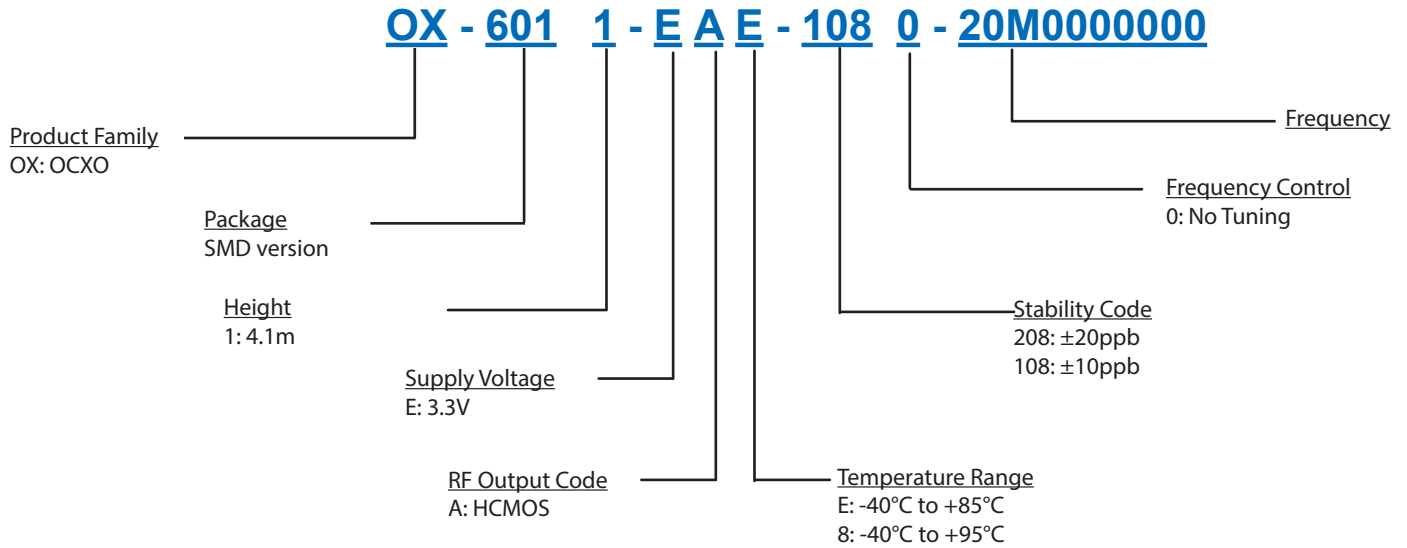 OX - 601 1 - E A E - 108 0 - 20M0000000
Frequency
Product Family
OX: OCXO
Frequency Control
0: No Tuning
Package
SMD version
Height
1: 4.1m
Stability Code
208: ±20ppb
108: ±10ppb
Supply Voltage
E: 3.3V
RF Output Code
A: HCMOS
Temperature Range
E: -40°C to +85°C
8: -40°C to +95°C